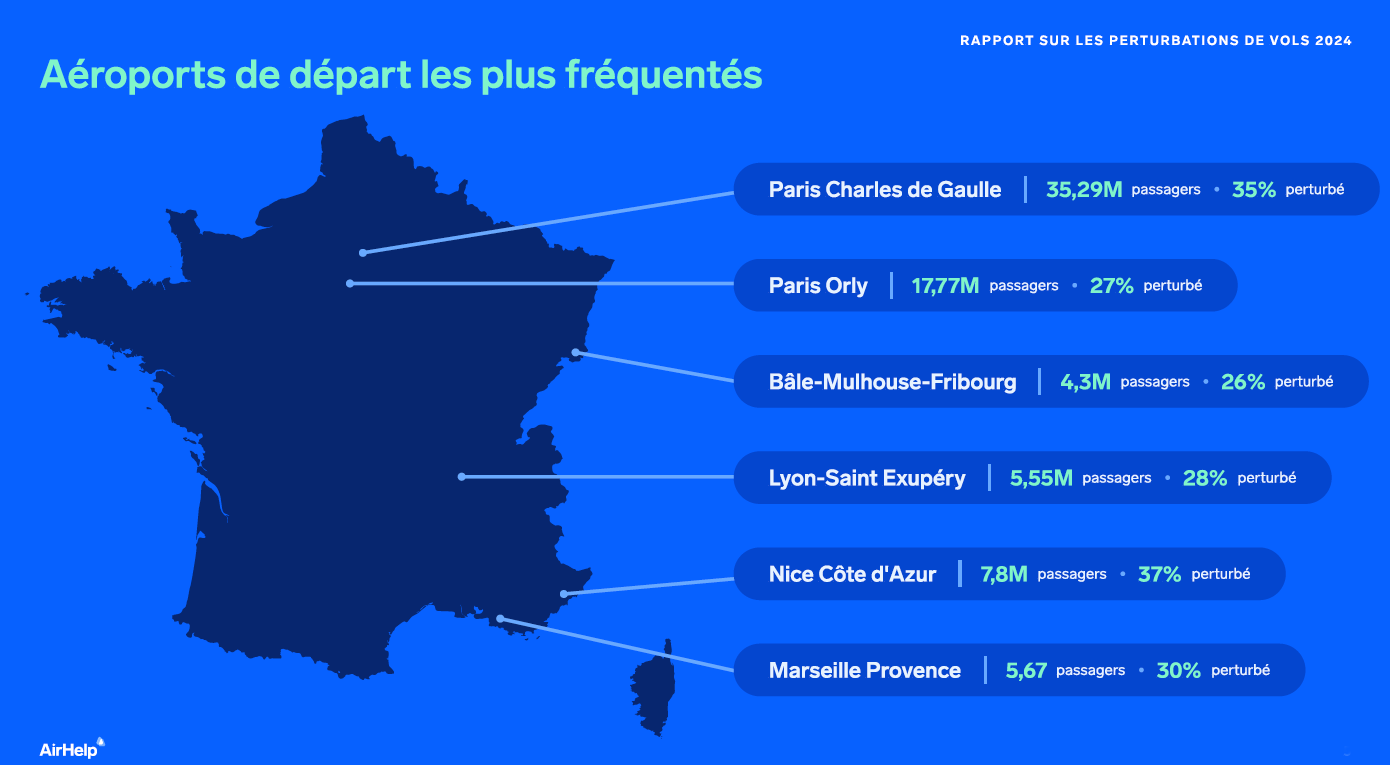 RAPPORT SUR LES PERTURBATIONS DE VOLS 2024
Aéroports de départ les plus fréquentés
Paris Charles de Gaulle | 35,29M passagers • 35% perturbé
Paris Orly | 17,77M passagers • 27% perturbé
Bâle-Mulhouse-Fribourg | 4,3M passagers • 26% perturbé
Lyon-Saint Exupéry | 5,55M passagers • 28% perturbé
Nice Côte d'Azur | 7,8M passagers • 37% perturbé
Marseille Provence | 5,67 passagers • 30% perturbé
AirHelp